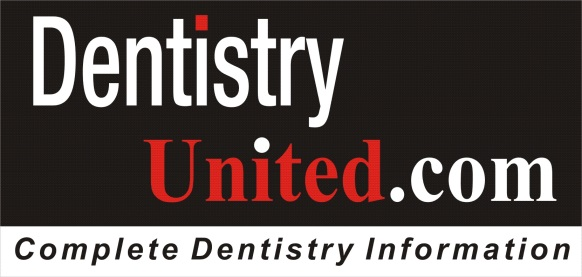 Dentistry
United.com
Complete Dentistry Information